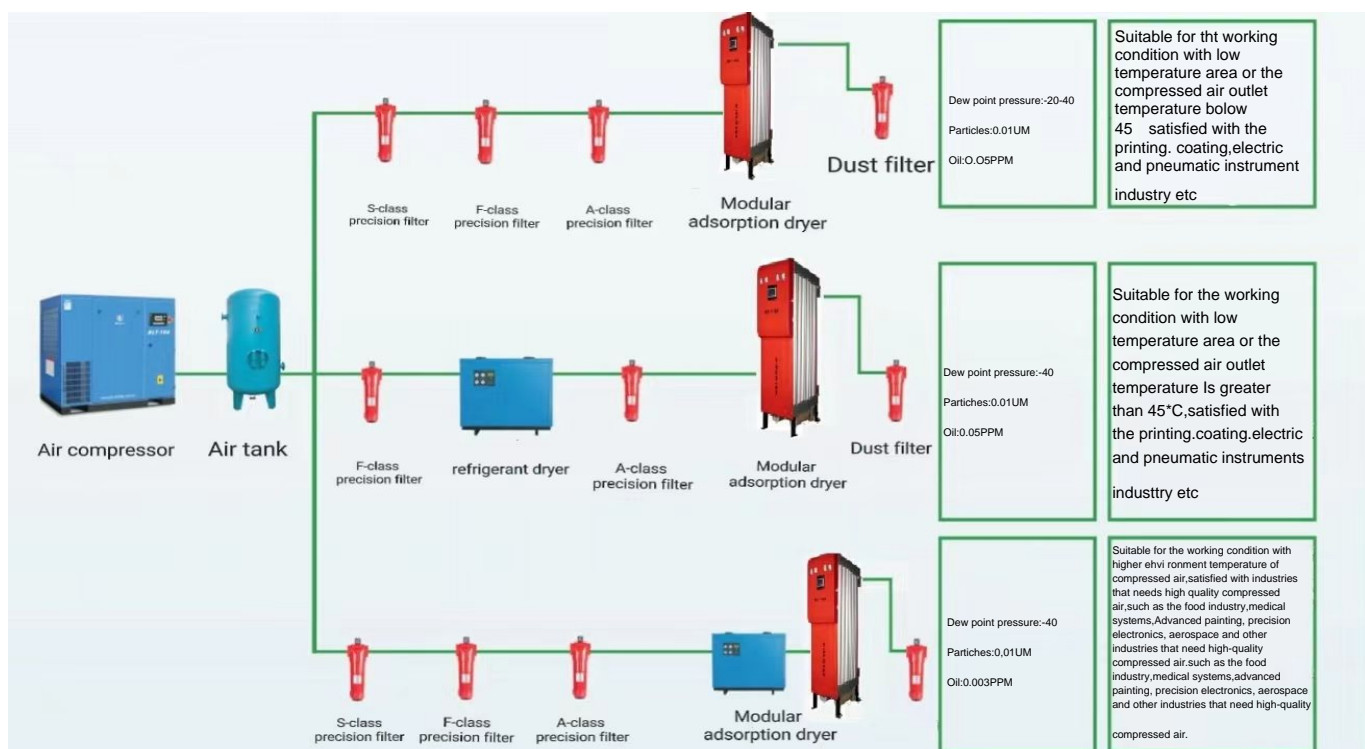 Suitable for tht working
condition with low
temperature area or the
compressed air outlet
temperature bolow
45 satisfied with the
printing. coating,electric
and pneumatic instrument
industry etc
Dew point pressure:-20-40
Particles:0.01UM
Oil:O.O5PPM
Dust filter
S-class
precision filter
F-class
precision filter
A-class
precision filter
Modular
adsorption dryer
Air compressor
Air tank
F-class
precision filter
refrigerant dryer
A-class
precision filter
Modular
adsorption dryer
Dust filter
Dew point pressure:-40
Partiches:0.01UM
Oil:0.05PPM
Suitable for the working
condition with low
temperature area or the
compressed air outlet
temperature Is greater
than 45*C,satisfied with
the printing.coating.electric
and pneumatic instruments
industtry etc
S-class
precision filter
F-class
precision filter
A-class
precision filter
Modular
adsorption dryer
Dew point pressure:-40
Partiches:0,01UM
Oil:0.003PPM
Suitable for the working condition with
higher ehvi ronment temperature of
compressed air,satisfied with industries
that needs high quality compressed
air,such as the food industry,medical
systems,Advanced painting, precision
electronics, aerospace and other
industries that need high-quality
compressed air.such as the food
industry,medical systems,advanced
painting, precision electronics, aerospace
and other industries that need high-quality
compressed air.